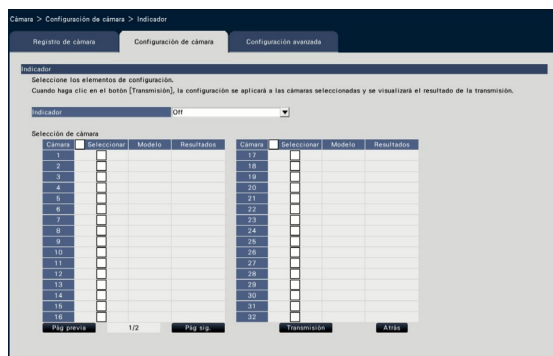 Cámara > Configuración de cámara > Indicador
Registro de cámara Configuración de cámara Configuración avanzada
Indicador
Seleccione los elementos de configuración.
Cuando haga clic en el botón [Transmisión], la configuración se aplicará a las cámaras seleccionadas y se visualizará el resultado de la transmisión.
Indicador Off
Selección de cámara
Cámara Seleccionar Modelo Resultados Cámara Seleccionar Modelo Resultados
1 17
2 18
3 19
4 20
5 21
6 22
7 23
8 24
9 25
10 26
11 27
12 28
13 29
14 30
15 31
16 32
Pág previa 1/2 Pág sig. Transmisión Atrás